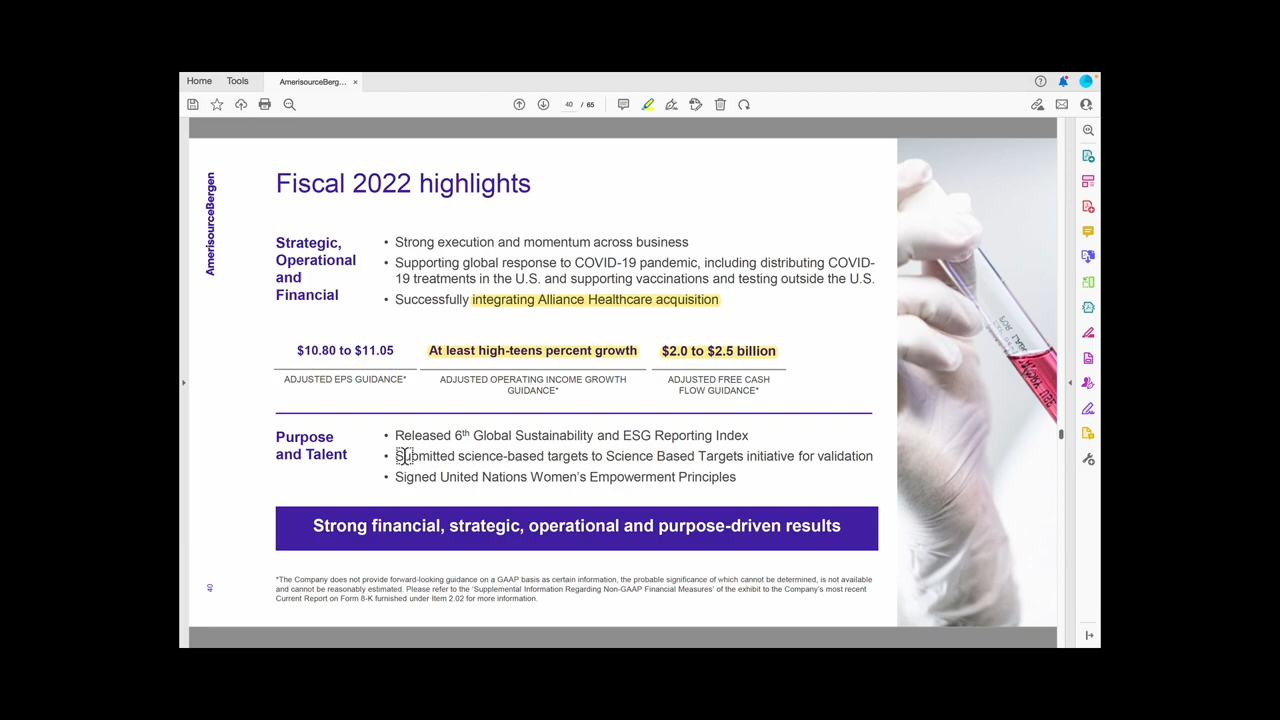 Home
Tools
AmerisourceBerg...
40 / 65
AmerisourceBergen
Fiscal 2022 highlights
Strategic,
Operational
and
Financial
• Strong execution and momentum across business
• Supporting global response to COVID-19 pandemic, including distributing COVID-
19 treatments in the U.S. and supporting vaccinations and testing outside the U.S.
• Successfully integrating Alliance Healthcare acquisition
$10.80 to $11.05
ADJUSTED EPS GUIDANCE*
At least high-teens percent growth
ADJUSTED OPERATING INCOME GROWTH
GUIDANCE*
$2.0 to $2.5 billion
ADJUSTED FREE CASH
FLOW GUIDANCE*
Purpose
and Talent
• Released 6th Global Sustainability and ESG Reporting Index
• Submitted science-based targets to Science Based Targets initiative for validation
• Signed United Nations Women's Empowerment Principles
Strong financial, strategic, operational and purpose-driven results
*The Company does not provide forward-looking guidance on a GAAP basis as certain information, the probable significance of which cannot be determined, is not available
and cannot be reasonably estimated. Please refer to the 'Supplemental Information Regarding Non-GAAP Financial Measures' of the exhibit to the Company's most recent
Current Report on Form 8-K furnished under Item 2.02 for more information.
40